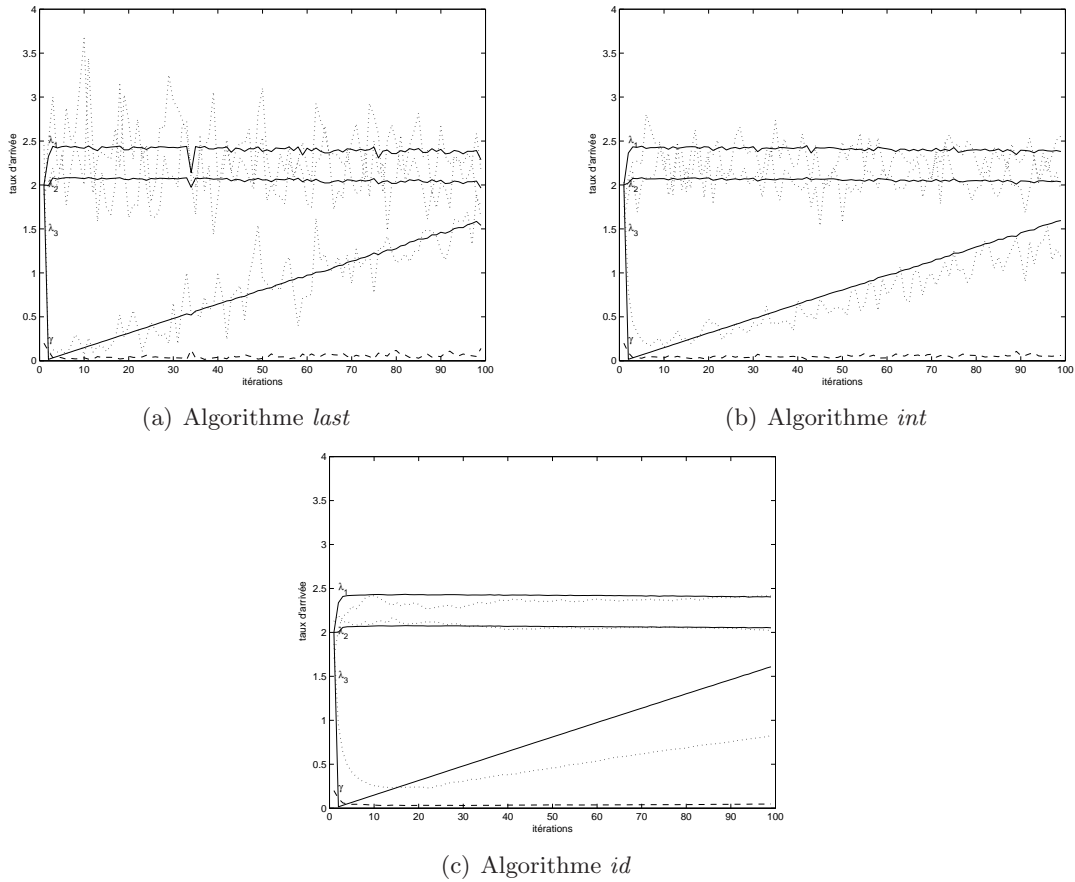 4
3.5
3
2.5
2
1.5
1
0.5
0
taux d'arrivée
λ1
λ2
λ3
γ
0 10 20 30 40 50 60 70 80 90 100
itérations
(a) Algorithme last
4
3.5
3
2.5
2
1.5
1
0.5
0
taux d'arrivée
λ1
λ2
λ3
γ
0 10 20 30 40 50 60 70 80 90 100
itérations
(b) Algorithme int
4
3.5
3
2.5
2
1.5
1
0.5
0
taux d'arrivée
λ1
λ2
λ3
γ
0 10 20 30 40 50 60 70 80 90 100
itérations
(c) Algorithme id